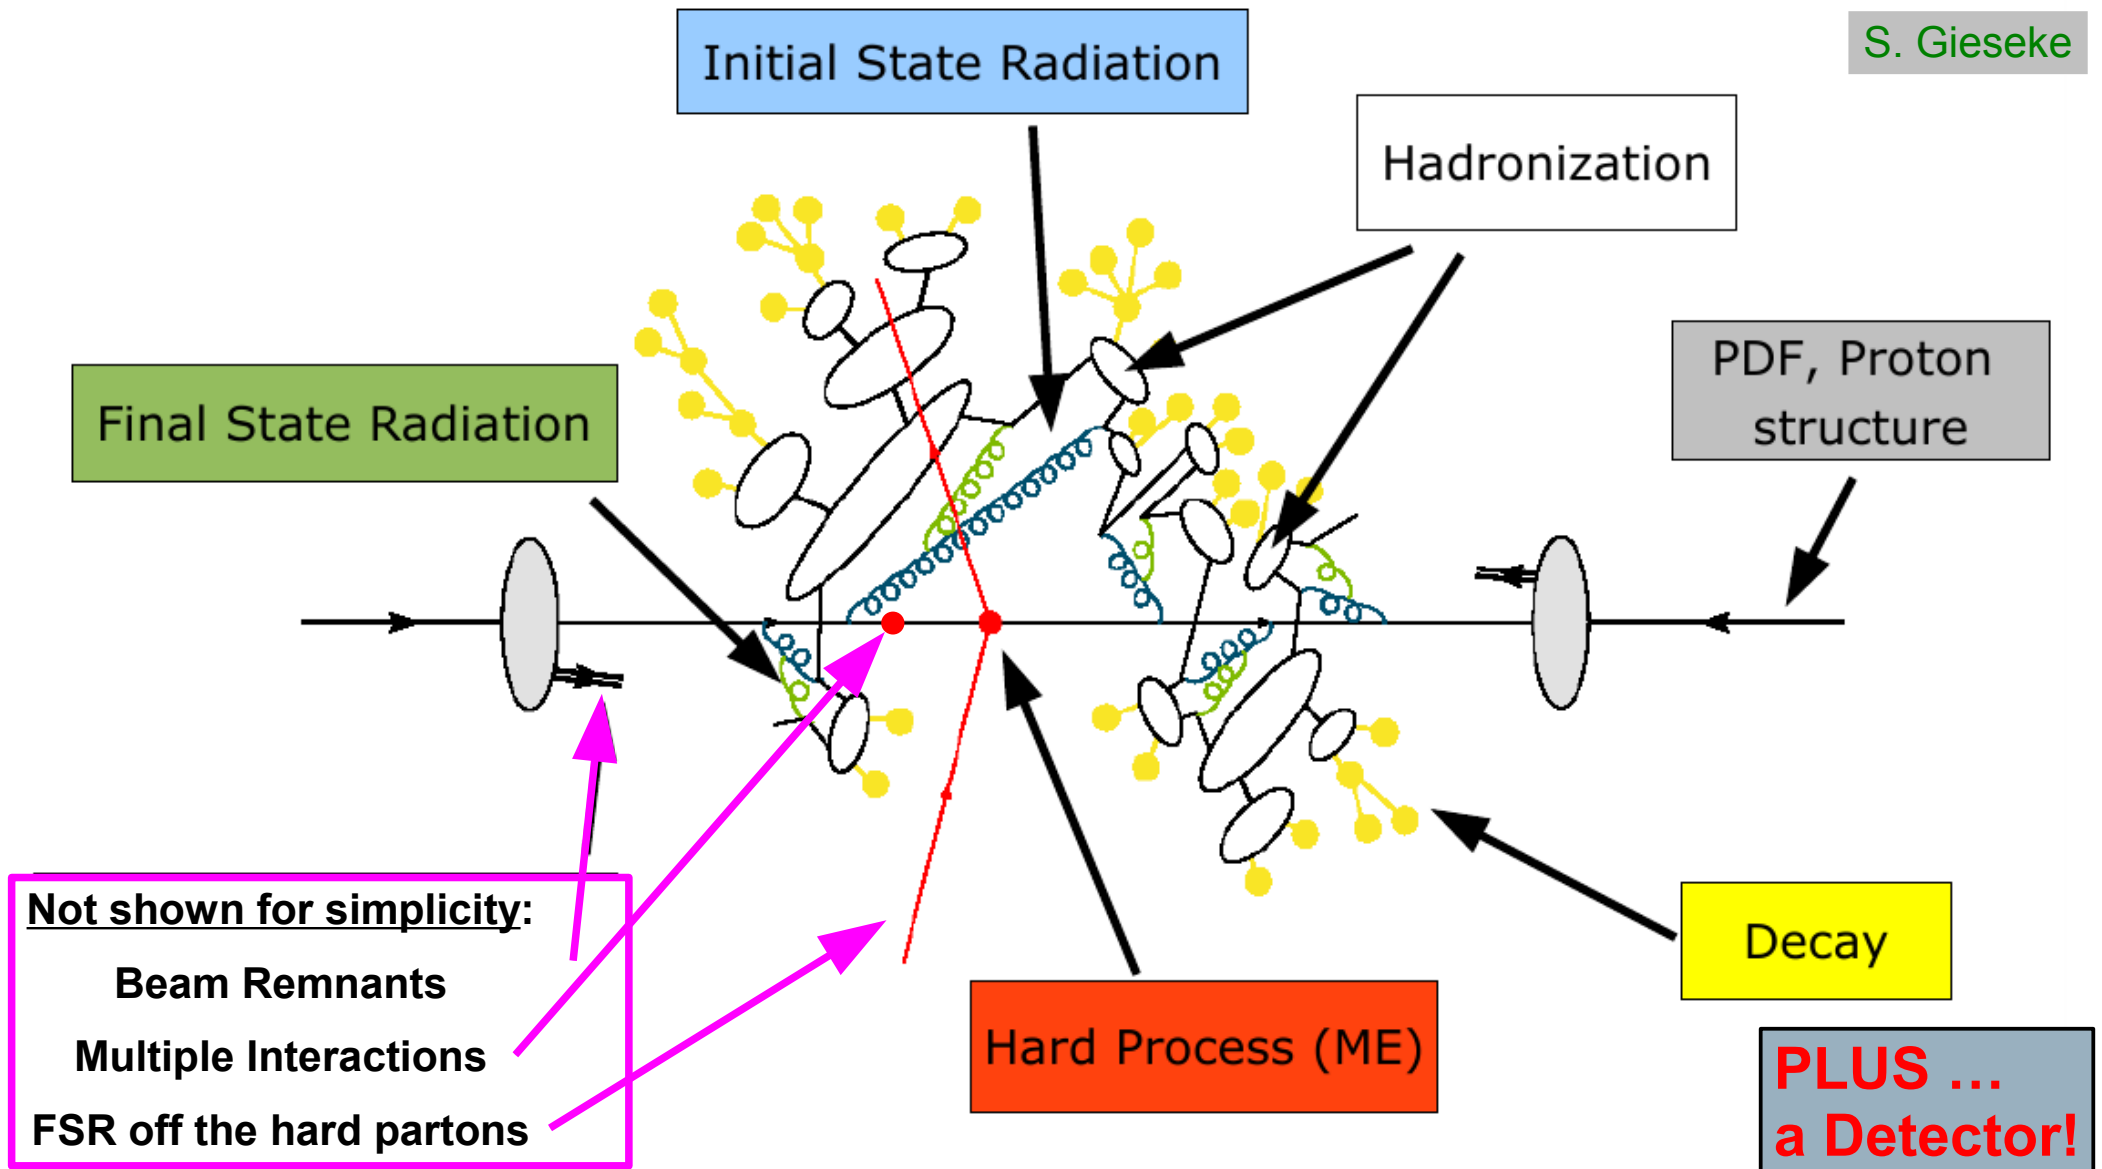 Initial State Radiation
S. Gieseke
Hadronization
PDF, Proton
structure
Final State Radiation
Not shown for simplicity:
Beam Remnants
Multiple Interactions
FSR off the hard partons
Hard Process (ME)
Decay
PLUS ...
a Detector!